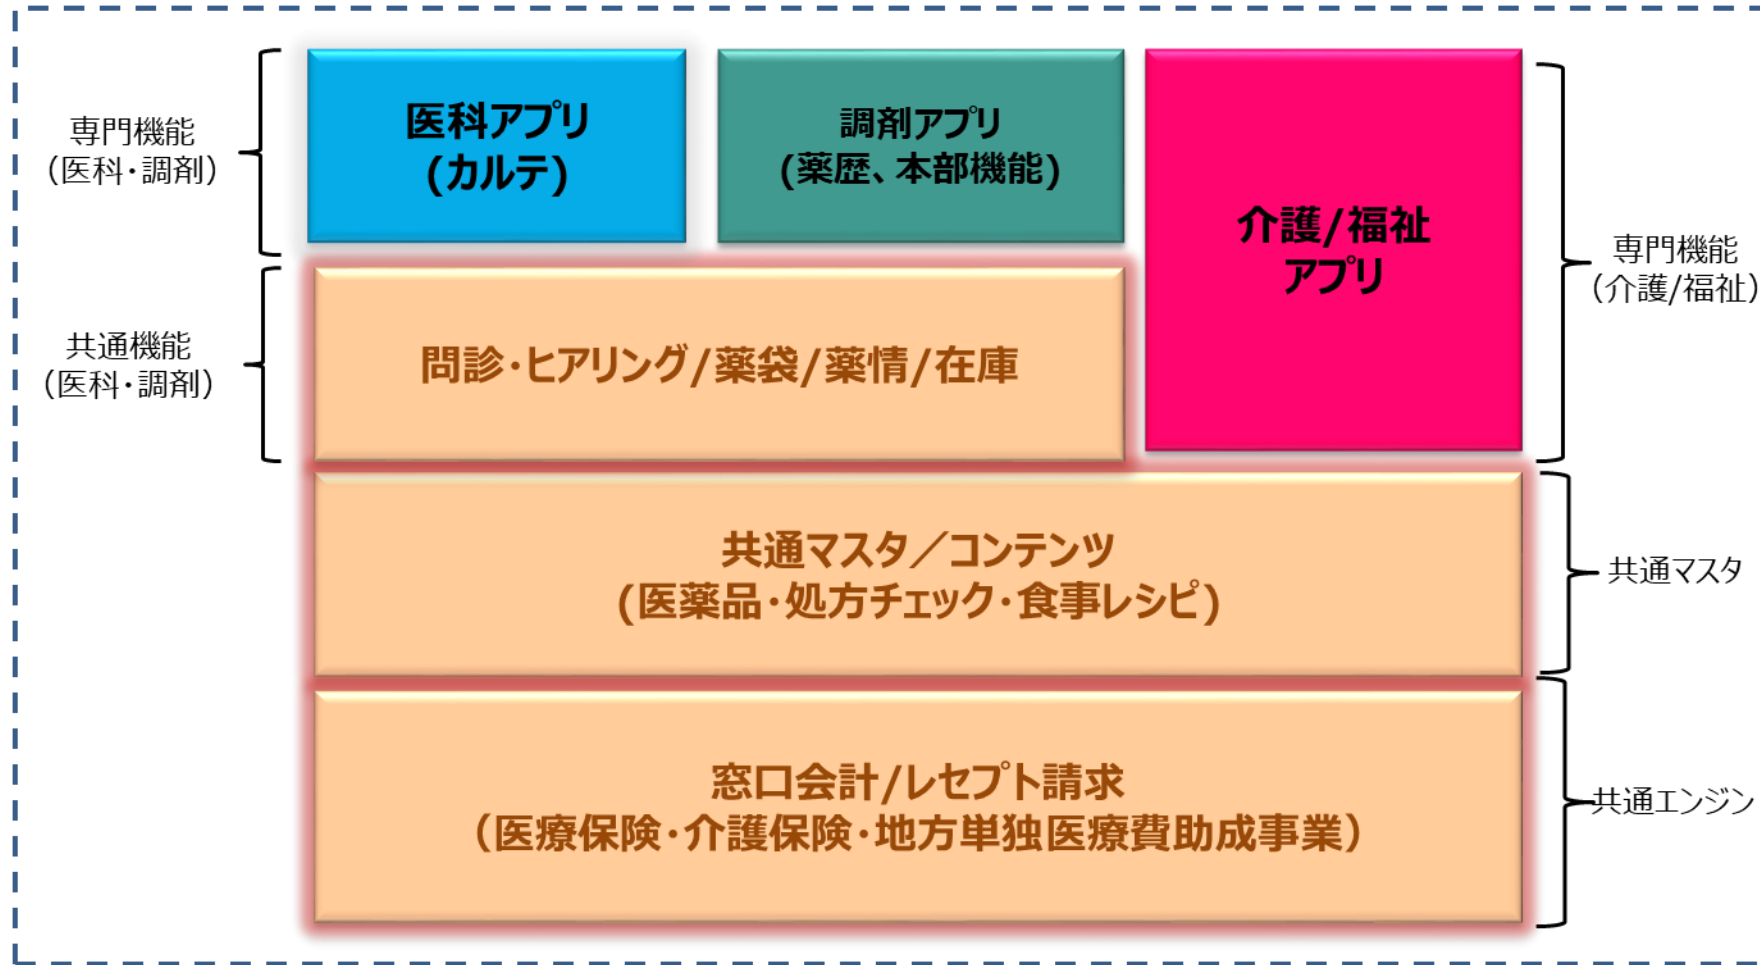 専門機能
（医科・調剤）
医科アプリ
(カルテ)
調剤アプリ
(薬歴、本部機能)
介護/福祉
アプリ
専門機能
（介護/福祉）
共通機能
（医科・調剤）
問診・ヒアリング/薬袋/薬情/在庫
共通マスタ／コンテンツ
(医薬品・処方チェック・食事レシピ)
共通マスタ
窓口会計/レセプト請求
（医療保険・介護保険・地方単独医療費助成事業）
共通エンジン